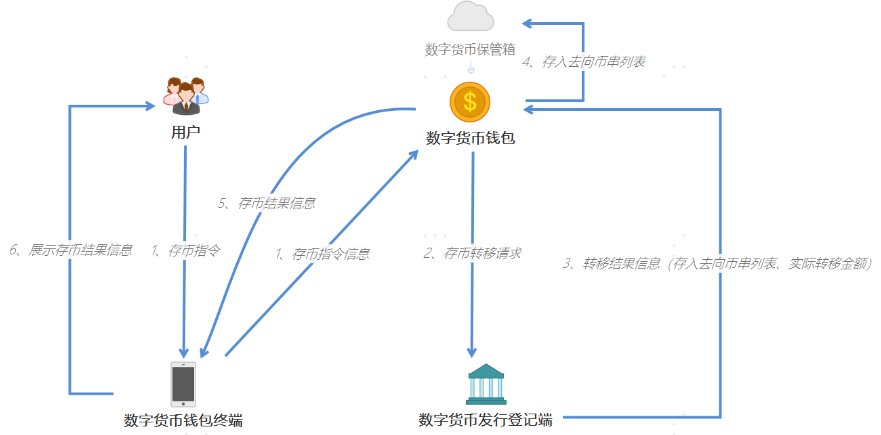 数字货币保管箱
4、存入去向币串列表
用户
数字货币钱包
5、存币结果信息
6、展示存币结果信息
1、存币指令
1、存币指令信息
2、存币转移请求
3、转移结果信息（存入去向币串列表、实际转移金额）
数字货币钱包终端
数字货币发行登记端